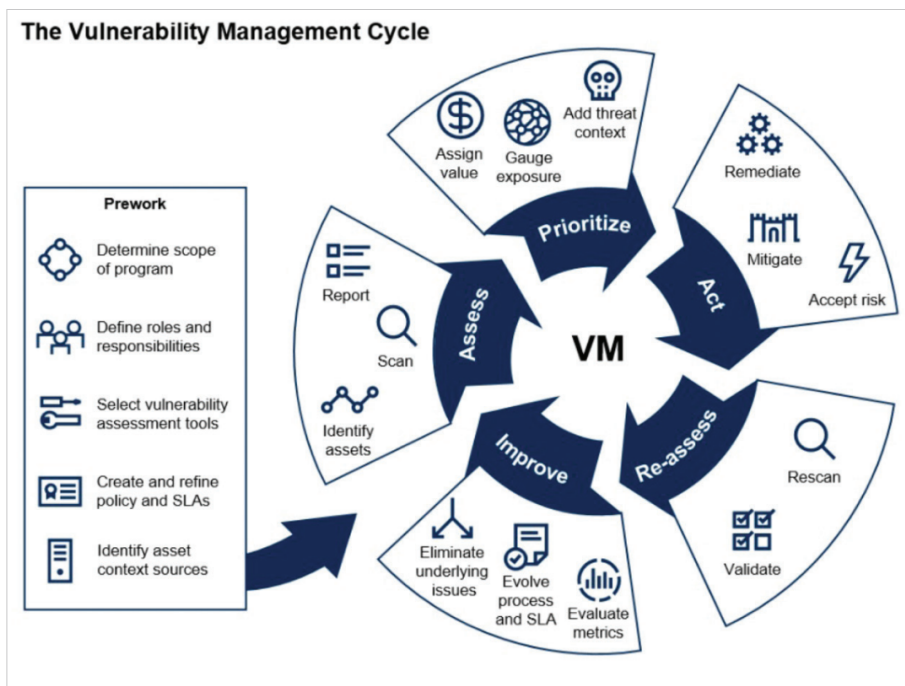 The Vulnerability Management Cycle
Prework
Determine scope
of program
Define roles and
responsibilities
Select vulnerability
assessment tools
Create and refine
policy and SLAs
Identify asset
context sources
Assess
Report
Scan
Identify
assets
Prioritize
Assign
value
Gauge
exposure
Add threat
context
Act
Remediate
Mitigate
Accept risk
Re-assess
Rescan
Validate
Improve
Eliminate
underlying
issues
Evolve
process
and SLA
Evaluate
metrics
VM